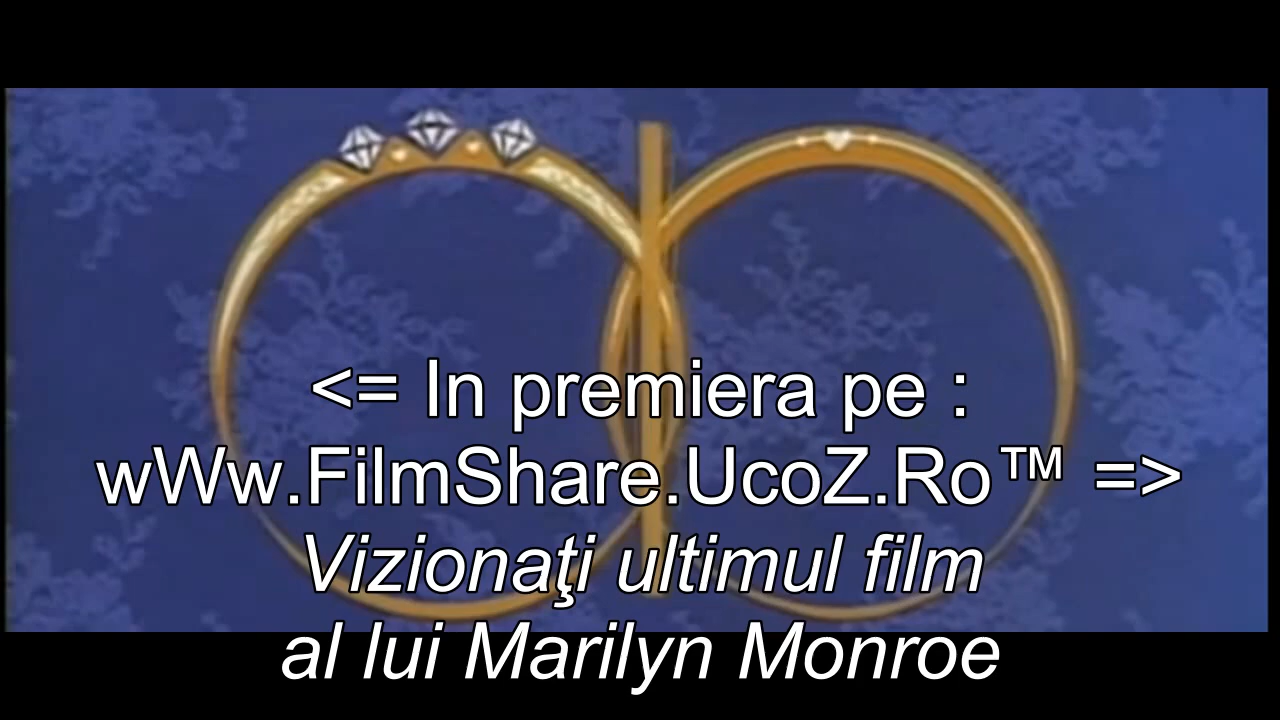 <= In premiera pe :
wWw.FilmShare.UcoZ.Ro™ =>
Vizionaţi ultimul film
al lui Marilyn Monroe